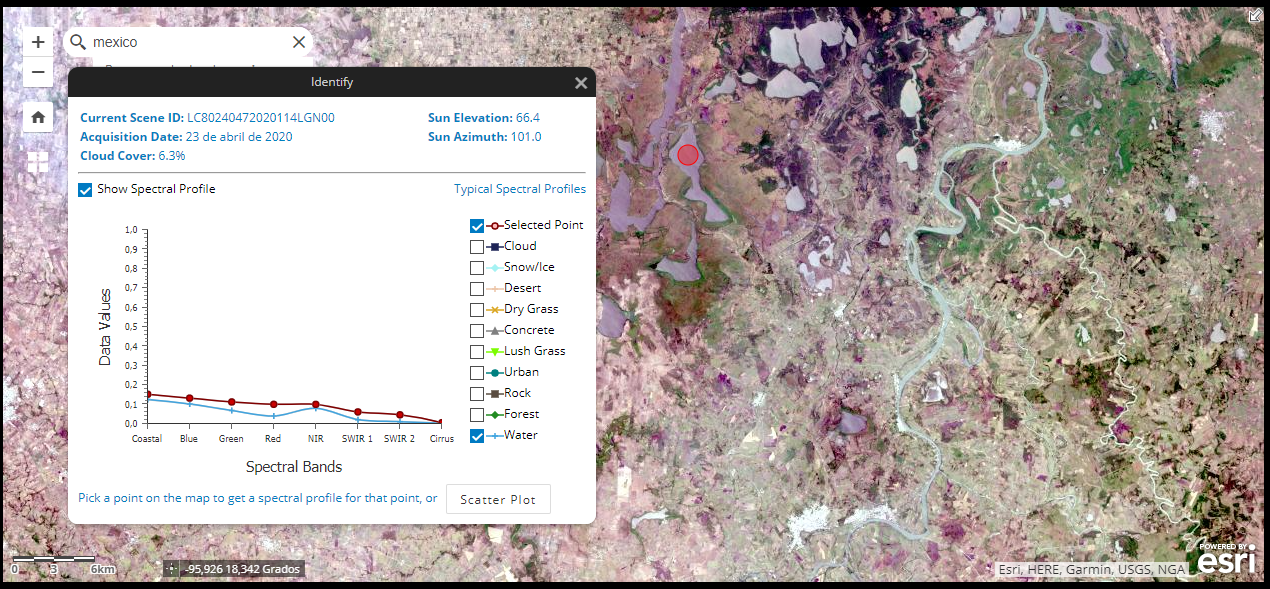 +
mexico
−
Identify
Current Scene ID: LC80240472020114LGN00
Sun Elevation: 66.4
Acquisition Date: 23 de abril de 2020
Sun Azimuth: 101.0
Cloud Cover: 6.3%
Show Spectral Profile
Typical Spectral Profiles
Data Values
1,0
0,9
0,8
0,7
0,6
0,5
0,4
0,3
0,2
0,1
0,0
Coastal Blue Green Red NIR SWIR 1 SWIR 2 Cirrus
Spectral Bands
Selected Point
Cloud
Snow/Ice
Desert
Dry Grass
Concrete
Lush Grass
Urban
Rock
Forest
Water
Pick a point on the map to get a spectral profile for that point, or
Scatter Plot
0 3 6km
-95,926 18,342 Grados
Esri, HERE, Garmin, USGS, NGA
POWERED BY
esri